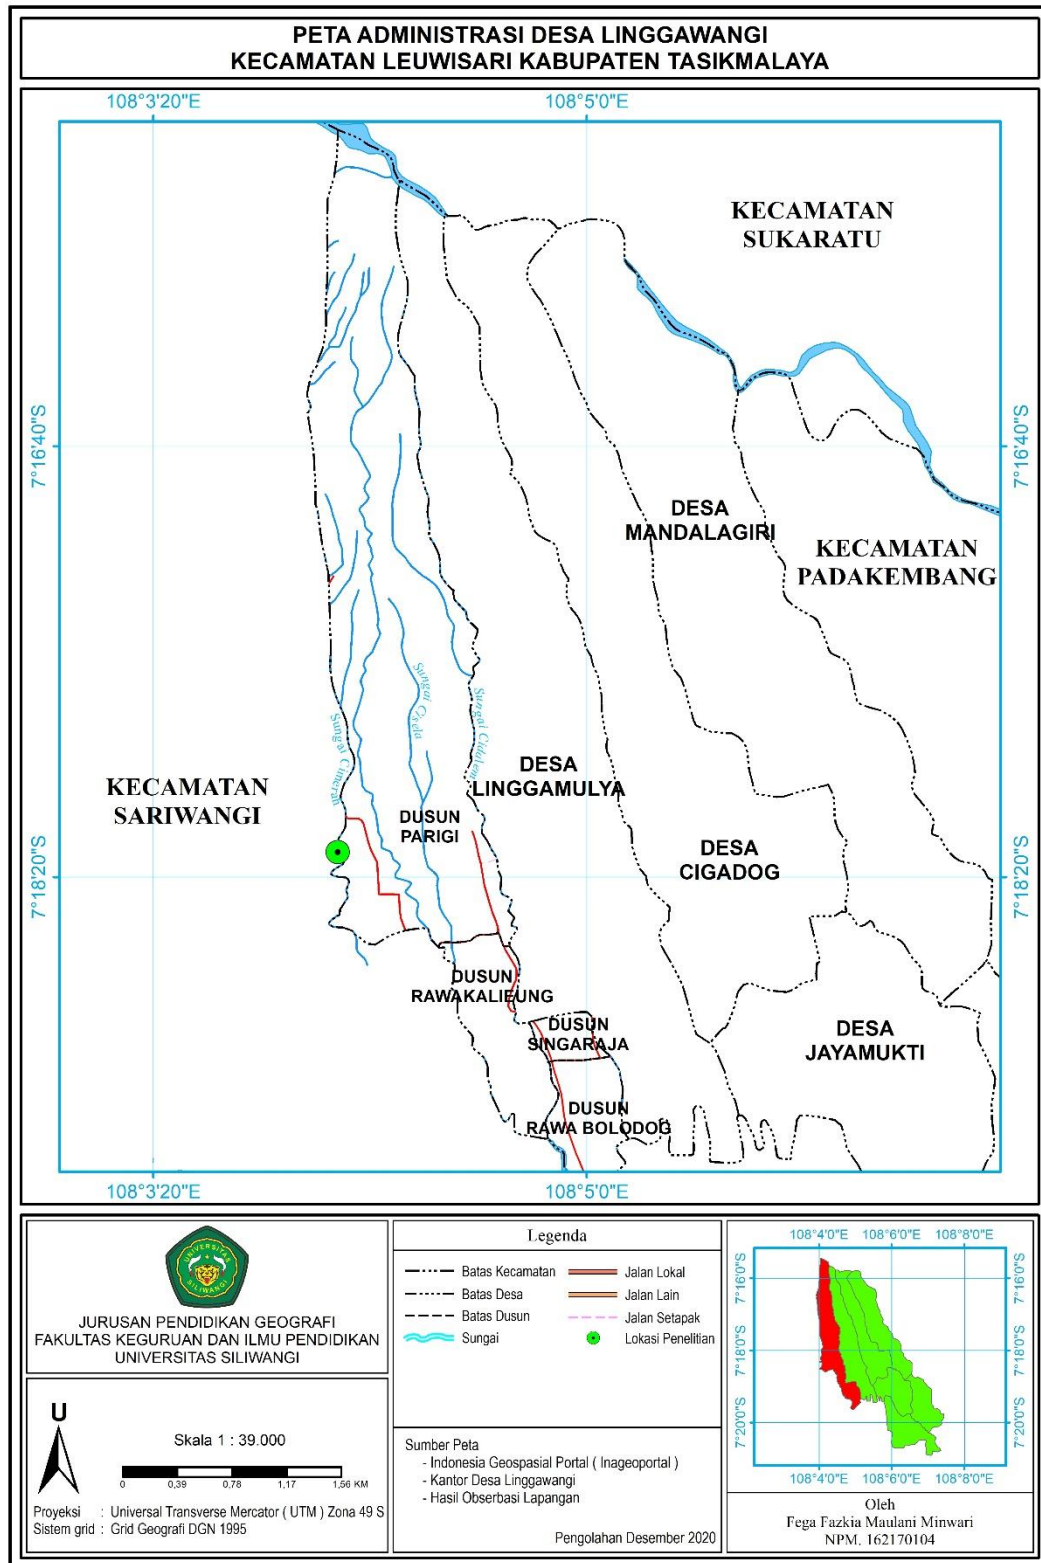 PETA ADMINISTRASI DESA LINGGAWANGI
KECAMATAN LEUWISARI KABUPATEN TASIKMALAYA
108°3'20"E
108°5'0"E
KECAMATAN
SUKARATU
7°16'40"S
7°16'40"S
DESA
MANDALAGIRI
KECAMATAN
PADAKEMBANG
Sungai Cisela
Sungai Cimerah
Sungai Cidalem
KECAMATAN
SARIWANGI
DESA
LINGGAMULYA
DUSUN
PARIGI
DESA
CIGADOG
7°18'20"S
7°18'20"S
DUSUN
RAWAKALIEUNG
DUSUN
SINGARAJA
DESA
JAYAMUKTI
DUSUN
RAWA BOLODOG
108°3'20"E
108°5'0"E
UNIVERSITAS
SILIWANGI
JURUSAN PENDIDIKAN GEOGRAFI
FAKULTAS KEGURUAN DAN ILMU PENDIDIKAN
UNIVERSITAS SILIWANGI
U
Skala 1 : 39.000
0 0,39 0,78 1,17 1,56 KM
Proyeksi : Universal Transverse Mercator ( UTM ) Zona 49 S
Sistem grid : Grid Geografi DGN 1995
Legenda
Batas Kecamatan
Batas Desa
Batas Dusun
Sungai
Jalan Lokal
Jalan Lain
Jalan Setapak
Lokasi Penelitian
Sumber Peta
- Indonesia Geospasial Portal ( Inageoportal )
- Kantor Desa Linggawangi
- Hasil Obserbasi Lapangan
Pengolahan Desember 2020
108°4'0"E 108°6'0"E 108°8'0"E
7°16'0"S
7°16'0"S
7°18'0"S
7°18'0"S
7°20'0"S
7°20'0"S
108°4'0"E 108°6'0"E 108°8'0"E
Oleh
Fega Fazkia Maulani Minwari
NPM. 162170104